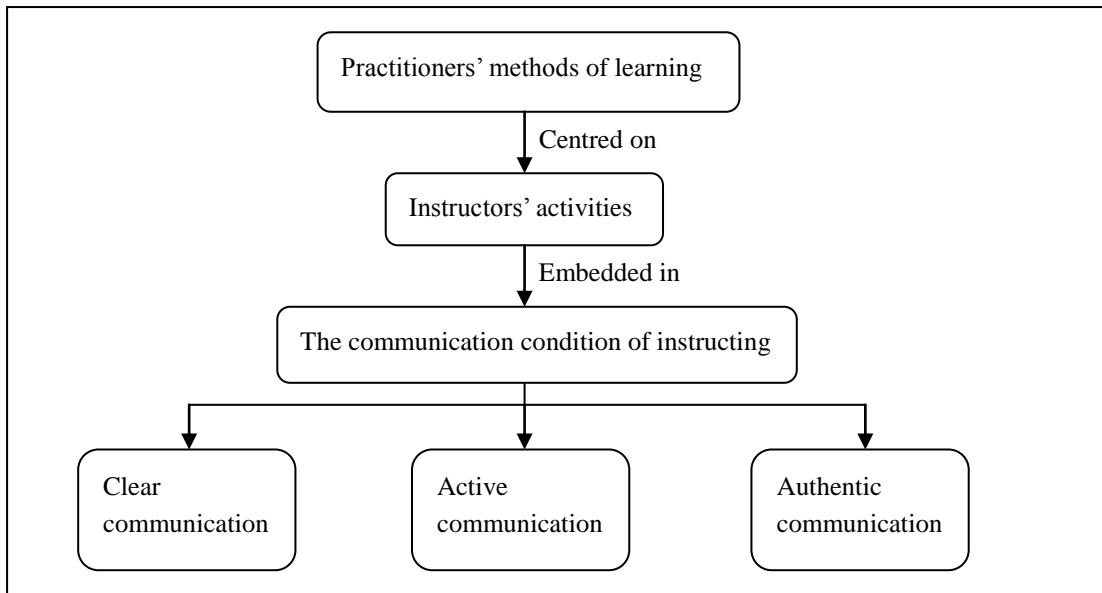 Practitioners’ methods of learning
Centred on
Instructors’ activities
Embedded in
The communication condition of instructing
Clear
communication
Active
communication
Authentic
communication